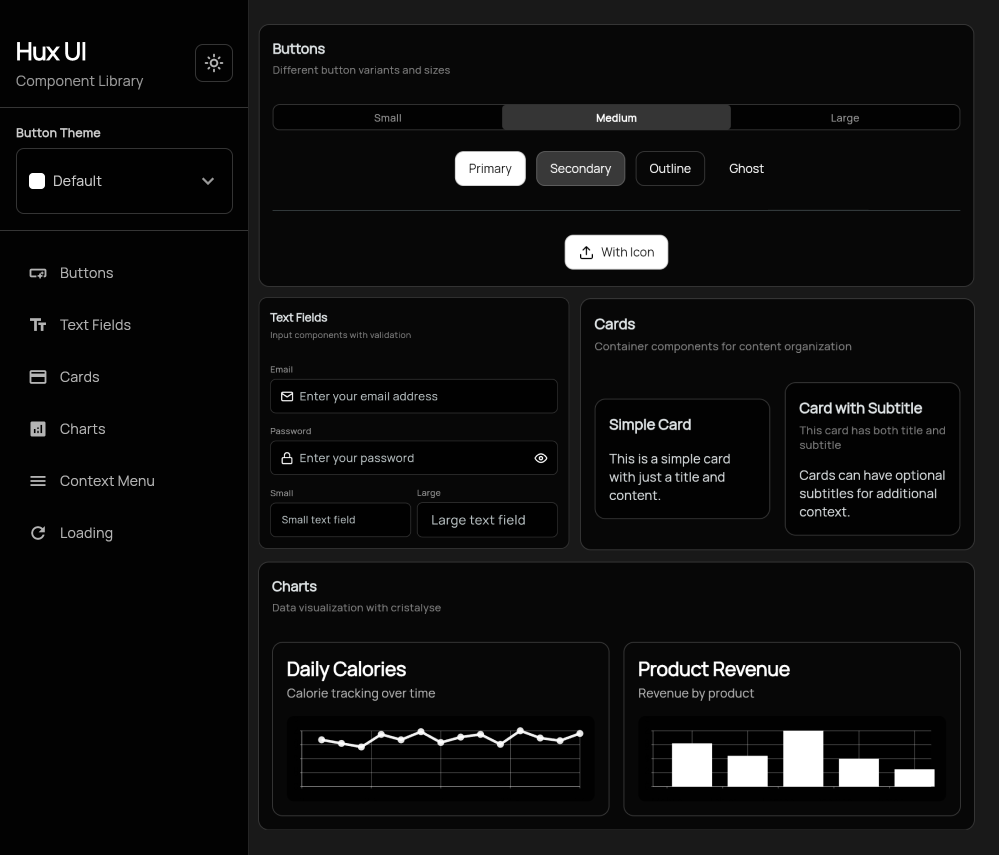 Hux UI
Component Library
Button Theme
Default
Buttons
Text Fields
Cards
Charts
Context Menu
Loading
Buttons
Different button variants and sizes
Small
Medium
Large
Primary
Secondary
Outline
Ghost
With Icon
Text Fields
Input components with validation
Email
Enter your email address
Password
Enter your password
Small
Large
Small text field
Large text field
Cards
Container components for content organization
Simple Card
This is a simple card
with just a title and
content.
Card with Subtitle
This card has both title and
subtitle
Cards can have optional
subtitles for additional
context.
Charts
Data visualization with cristalyse
Daily Calories
Calorie tracking over time
Product Revenue
Revenue by product